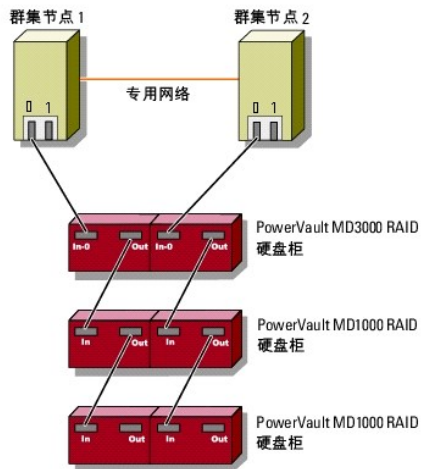 群集节点 1
群集节点 2
0 1
0 1
专用网络
In-0 Out In-0 Out
PowerVault MD3000 RAID
硬盘柜
In Out In Out
PowerVault MD1000 RAID
硬盘柜
In Out In Out
PowerVault MD1000 RAID
硬盘柜